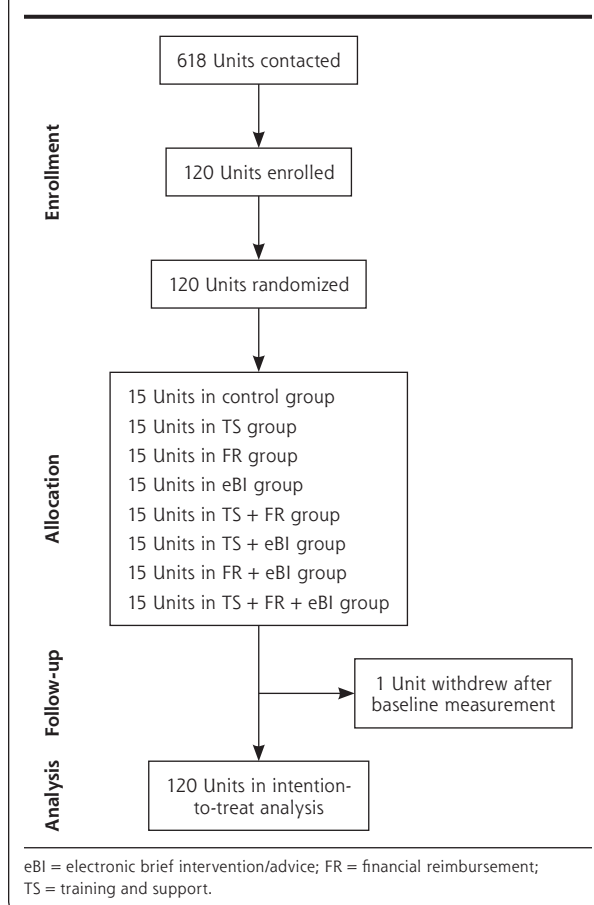 618 Units contacted
Enrollment
120 Units enrolled
120 Units randomized
Allocation
15 Units in control group
15 Units in TS group
15 Units in FR group
15 Units in eBI group
15 Units in TS + FR group
15 Units in TS + eBI group
15 Units in FR + eBI group
15 Units in TS + FR + eBI group
Follow-up
1 Unit withdrew after
baseline measurement
Analysis
120 Units in intention-
to-treat analysis
eBI = electronic brief intervention/advice; FR = financial reimbursement;
TS = training and support.